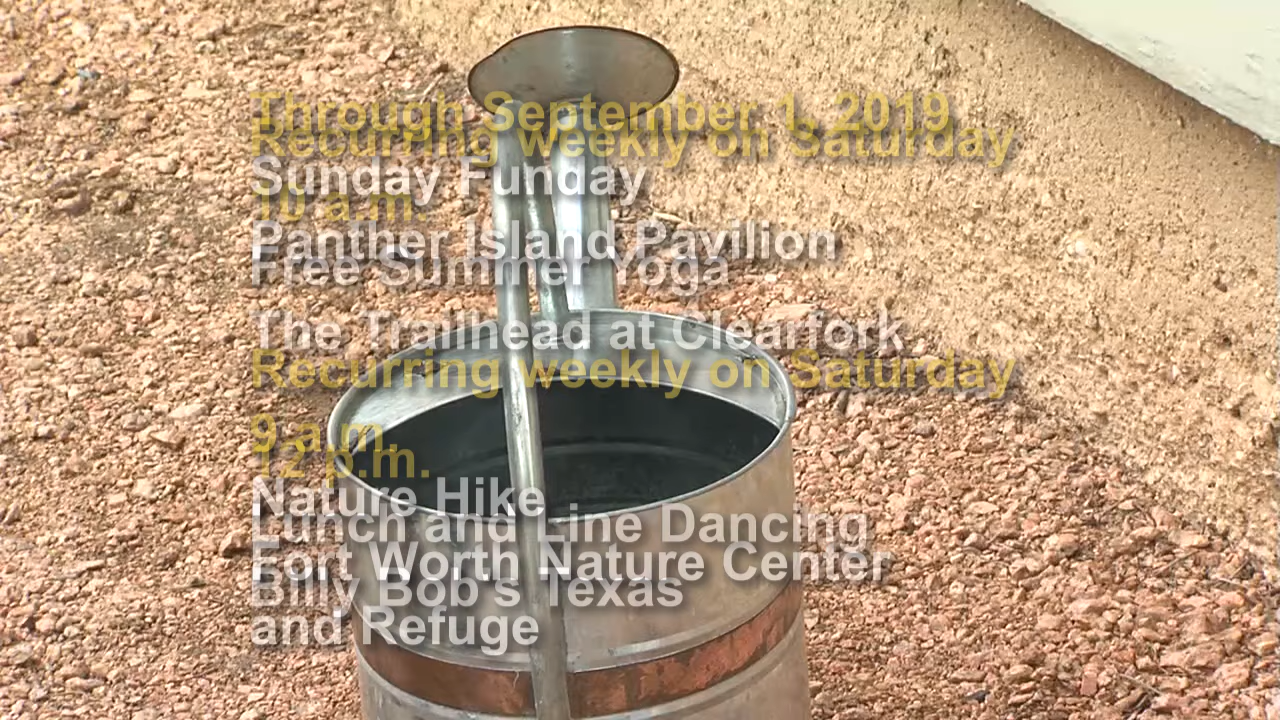 Through September 1, 2019
Recurring weekly on Saturday
Sunday Funday
10 a.m.
Panther Island Pavilion
Free Summer Yoga
The Trailhead at Clearfork
Recurring weekly on Saturday
9 a.m.
12 p.m.
Nature Hike
Lunch and Line Dancing
Fort Worth Nature Center
Billy Bob's Texas
and Refuge